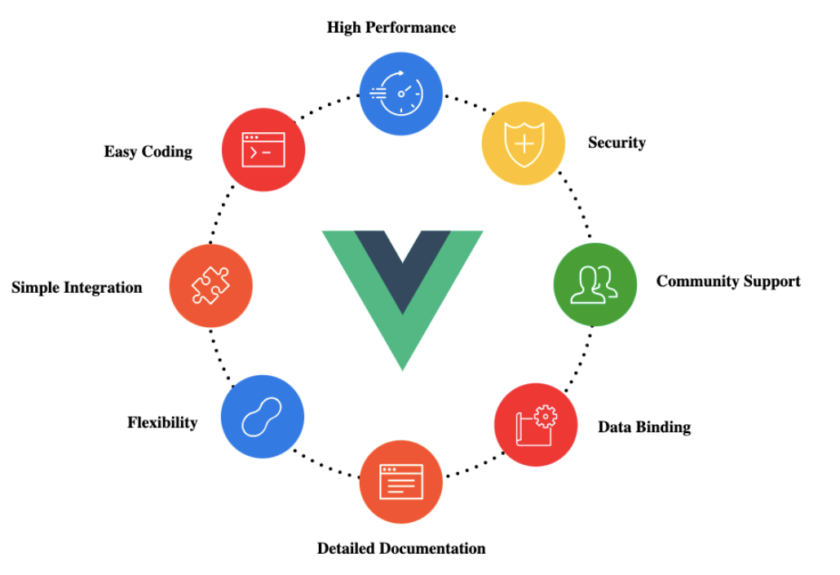 High Performance
Security
Easy Coding
Community Support
Simple Integration
Flexibility
Data Binding
Detailed Documentation